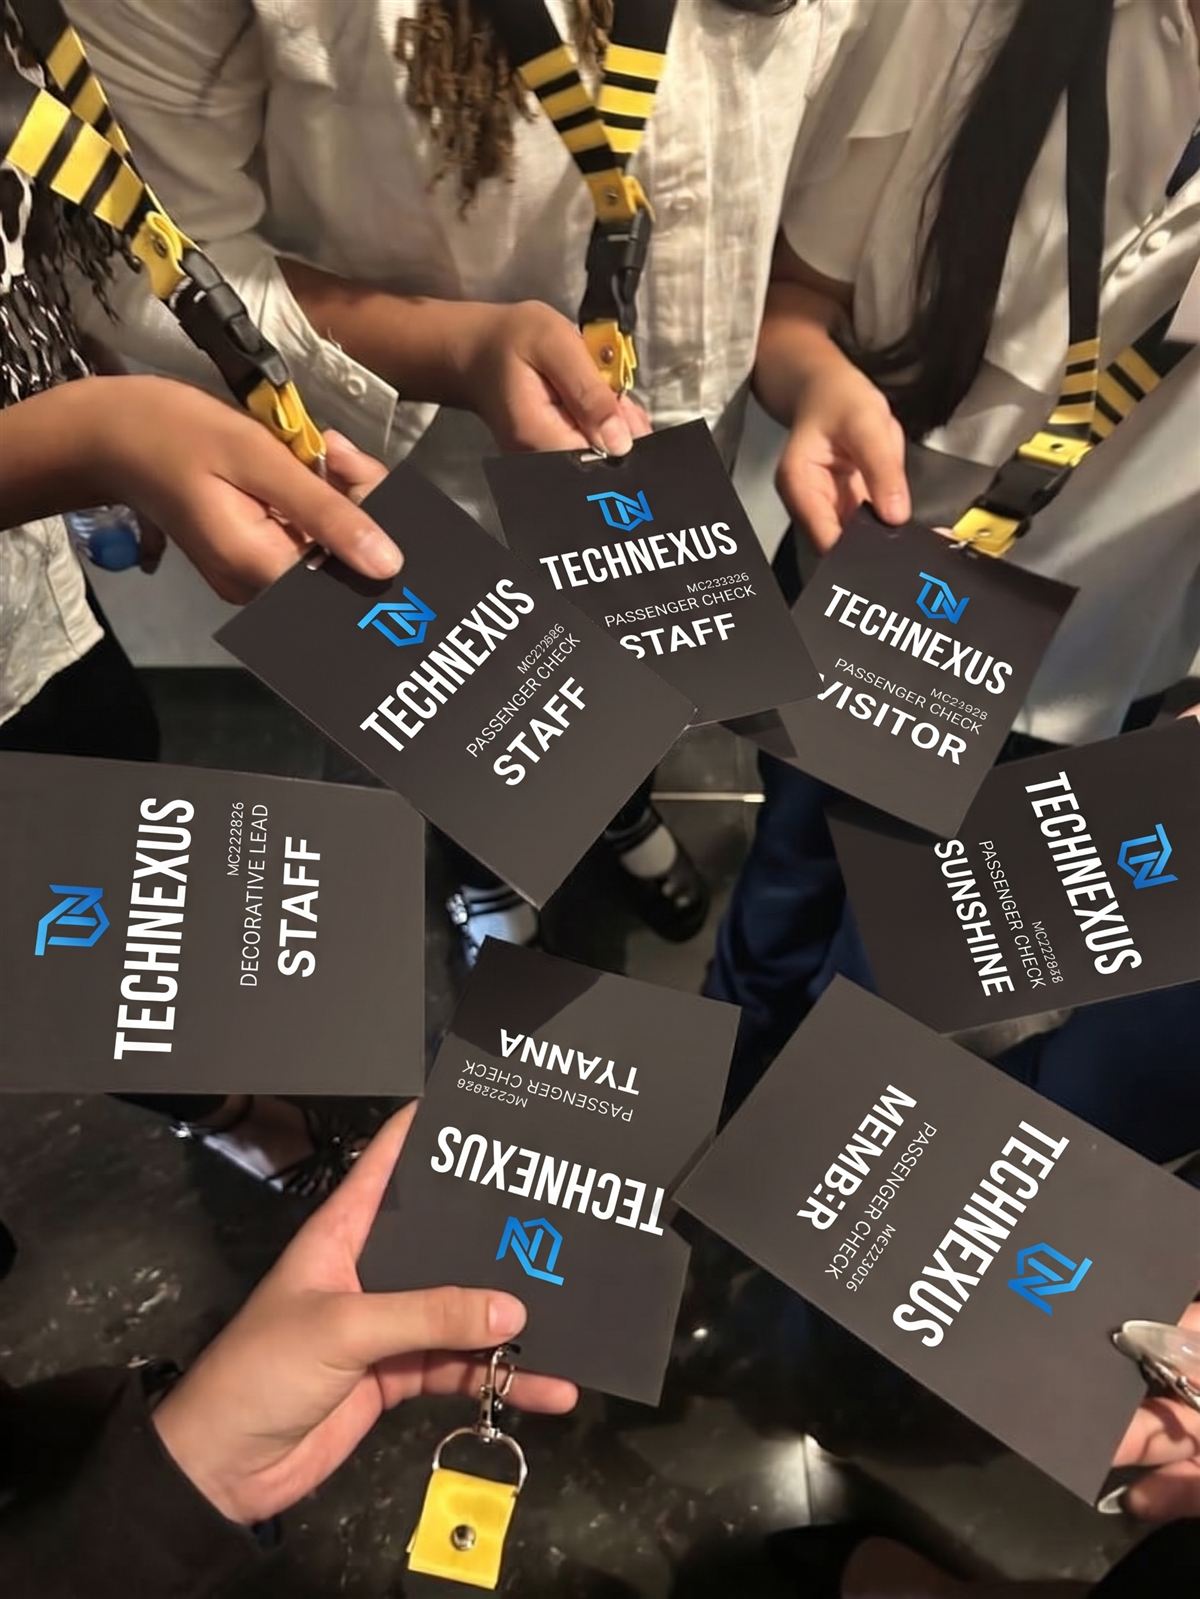 TECHNEXUS
MC233326
PASSENGER CHECK
STAFF
TECHNEXUS
PASSENGER CHECK
STAFF
TECHNEXUS
PASSENGER CHECK
VISITOR
TECHNEXUS
MC222826
DECORATIVE LEAD
STAFF
TECHNEXUS
PASSENGER CHECK
SUNSHINE
TECHNEXUS
PASSENGER CHECK
TYANNA
TECHNEXUS
PASSENGER CHECK
MEMBER